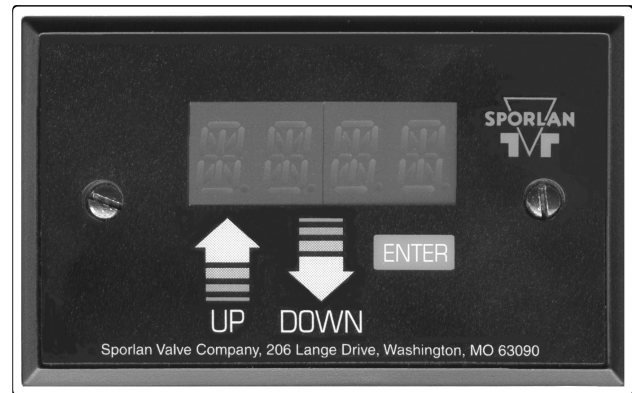 SPORLAN
ENTER
UP DOWN
Sporlan Valve Company, 206 Lange Drive, Washington, MO 63090